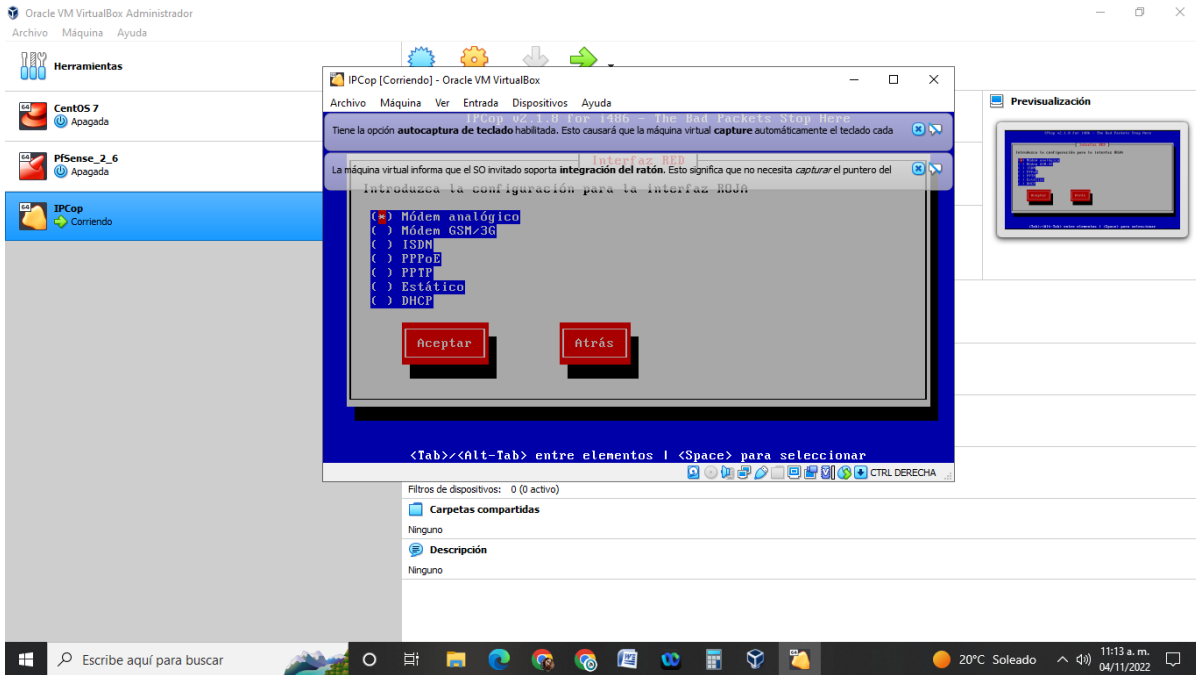 Oracle VM VirtualBox Administrador
Archivo Máquina Ayuda
Herramientas
CentOS 7
Apagada
PfSense_2_6
Apagada
IPCop
Corriendo
IPCop [Corriendo] - Oracle VM VirtualBox
Archivo Máquina Ver Entrada Dispositivos Ayuda
IPCop v2.1.8 for i486 - The Bad Packets Stop Here
Tiene la opción autocaptura de teclado habilitada. Esto causará que la máquina virtual capture automáticamente el teclado cada
Interfaz RED
La máquina virtual informa que el SO invitado soporta integración del ratón. Esto significa que no necesita capturar el puntero del
Introduzca la configuración para la interfaz ROJA
(*) Módem analógico
( ) Módem GSM/3G
( ) ISDN
( ) PPPoE
( ) PPTP
( ) Estático
( ) DHCP
Aceptar Atrás
<Tab>/<Alt-Tab> entre elementos | <Space> para seleccionar
CTRL DERECHA
Previsualización
Filtros de dispositivos: 0 (0 activo)
Carpetas compartidas
Ninguno
Descripción
Ninguno
Escribe aquí para buscar
20°C Soleado
11:13 a. m.
04/11/2022